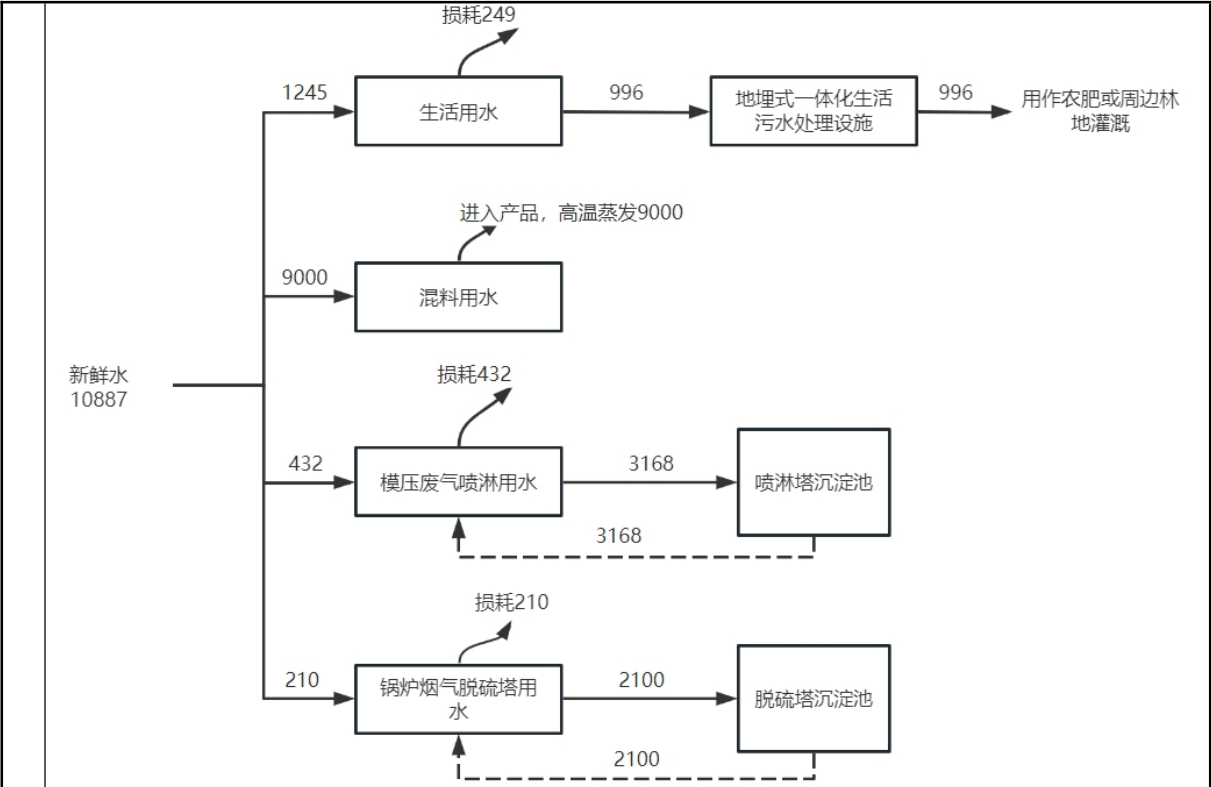 损耗249
1245
生活用水
996
地埋式一体化生活
污水处理设施
996
用作农肥或周边林
地灌溉
进入产品，高温蒸发9000
9000
混料用水
新鲜水
10887
损耗432
432
模压废气喷淋用水
3168
喷淋塔沉淀池
3168
损耗210
210
锅炉烟气脱硫塔用
水
2100
脱硫塔沉淀池
2100